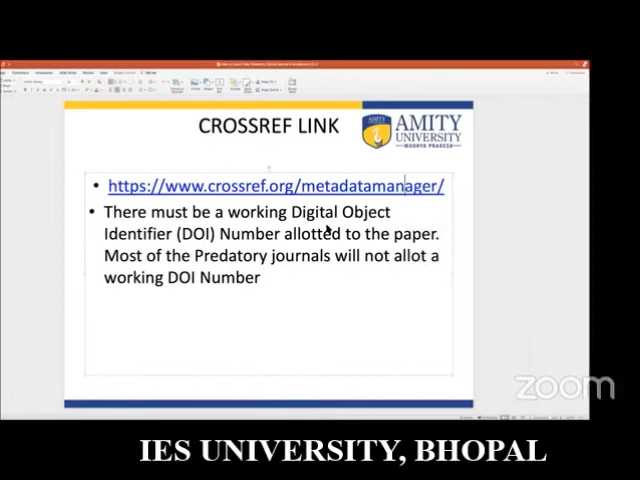 CROSSREF LINK
AMITY
UNIVERSITY
MADHYA PRADESH
• https://www.crossref.org/metadatamanager/
• There must be a working Digital Object
Identifier (DOI) Number allotted to the paper.
Most of the Predatory journals will not allot a
working DOI Number
zoom
IES UNIVERSITY, BHOPAL